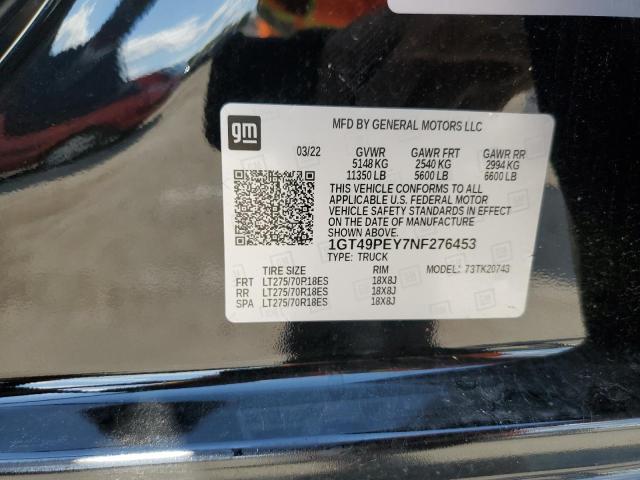 gm
MFD BY GENERAL MOTORS LLC
03/22 GVWR GAWR FRT GAWR RR
5148 KG 2540 KG 2994 KG
11350 LB 5600 LB 6600 LB
THIS VEHICLE CONFORMS TO ALL
APPLICABLE U.S. FEDERAL MOTOR
VEHICLE SAFETY STANDARDS IN EFFECT
ON THE DATE OF MANUFACTURE
SHOWN ABOVE.
1GT49PEY7NF276453
TYPE: TRUCK
TIRE SIZE RIM MODEL: 73TK20743
FRT LT275/70R18ES 18X8J
RR LT275/70R18ES 18X8J
SPA LT275/70R18ES 18X8J